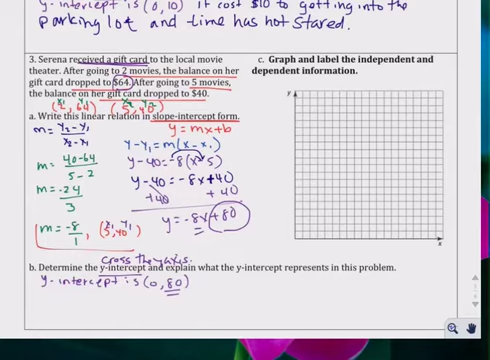 y-intercept is (0, 10) it cost $10 to getting into the
parking lot and time has not stared.
3. Serena received a gift card to the local movie
theater. After going to 2 movies, the balance on her
gift card dropped to $64. After going to 5 movies,
the balance on her gift card dropped to $40.
x₁ y₁ x₂ y₂
(2, 64) (5, 40)
a. Write this linear relation in slope-intercept form.
m = y₂ - y₁ / x₂ - x₁
y = mx + b
y - y₁ = m(x - x₁)
m = 40 - 64 / 5 - 2
y - 40 = -8(x - 5)
m = -24 / 3
y - 40 = -8x + 40
+40 +40
y = -8x + 80
m = -8 / 1, (5, 40)
x₁ y₁
cross the y axis.
b. Determine the y-intercept and explain what the y-intercept represents in this problem.
y-intercept is (0, 80)
c. Graph and label the independent and
dependent information.
y
x